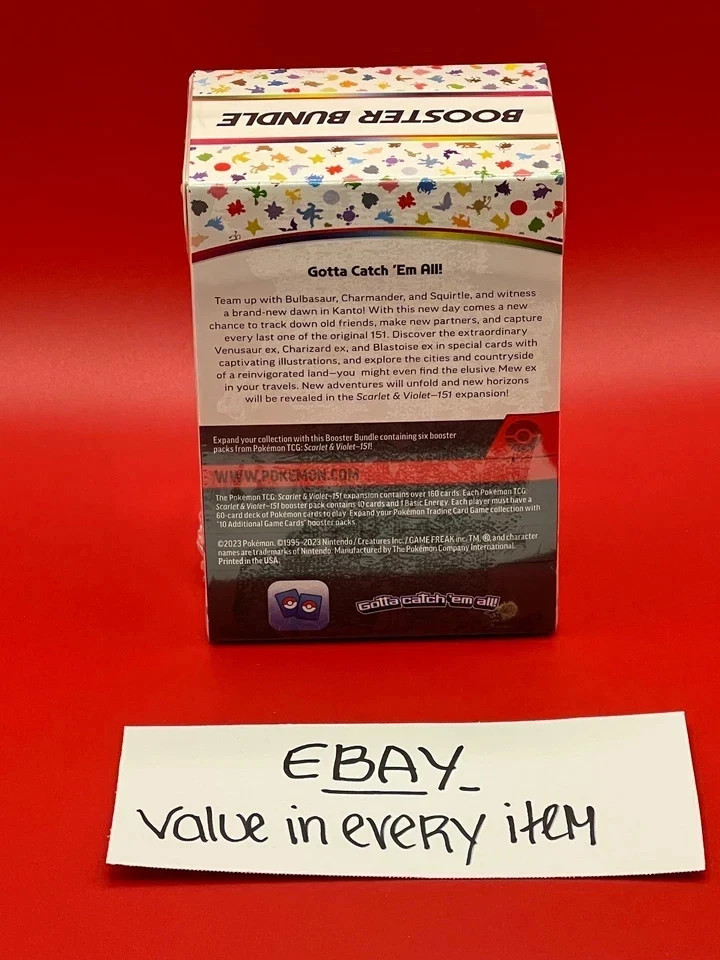 BOOSTER BUNDLE
Gotta Catch 'Em All!
Team up with Bulbasaur, Charmander, and Squirtle, and witness
a brand-new dawn in Kanto! With this new day comes a new
chance to track down old friends, make new partners, and capture
every last one of the original 151. Discover the extraordinary
Venusaur ex, Charizard ex, and Blastoise ex in special cards with
captivating illustrations, and explore the cities and countryside
of a reinvigorated land—you might even find the elusive Mew ex
in your travels. New adventures will unfold and new horizons
will be revealed in the Scarlet & Violet—151 expansion!
Expand your collection with this Booster Bundle containing six booster
packs from Pokémon TCG: Scarlet & Violet—151!
WWW.POKEMON.COM
The Pokémon TCG: Scarlet & Violet—151 expansion contains over 160 cards. Each Pokémon TCG:
Scarlet & Violet—151 booster pack contains 10 cards and 1 Basic Energy. Each player must have a
60-card deck of Pokémon cards to play. Expand your Pokémon Trading Card Game collection with
"10 Additional Game Cards" booster packs.
©2023 Pokémon. ©1995–2023 Nintendo / Creatures Inc. / GAME FREAK inc. TM, ®, and character
names are trademarks of Nintendo. Manufactured by The Pokémon Company International.
Printed in the USA.
Gotta catch 'em all!
EBAY
value in every item